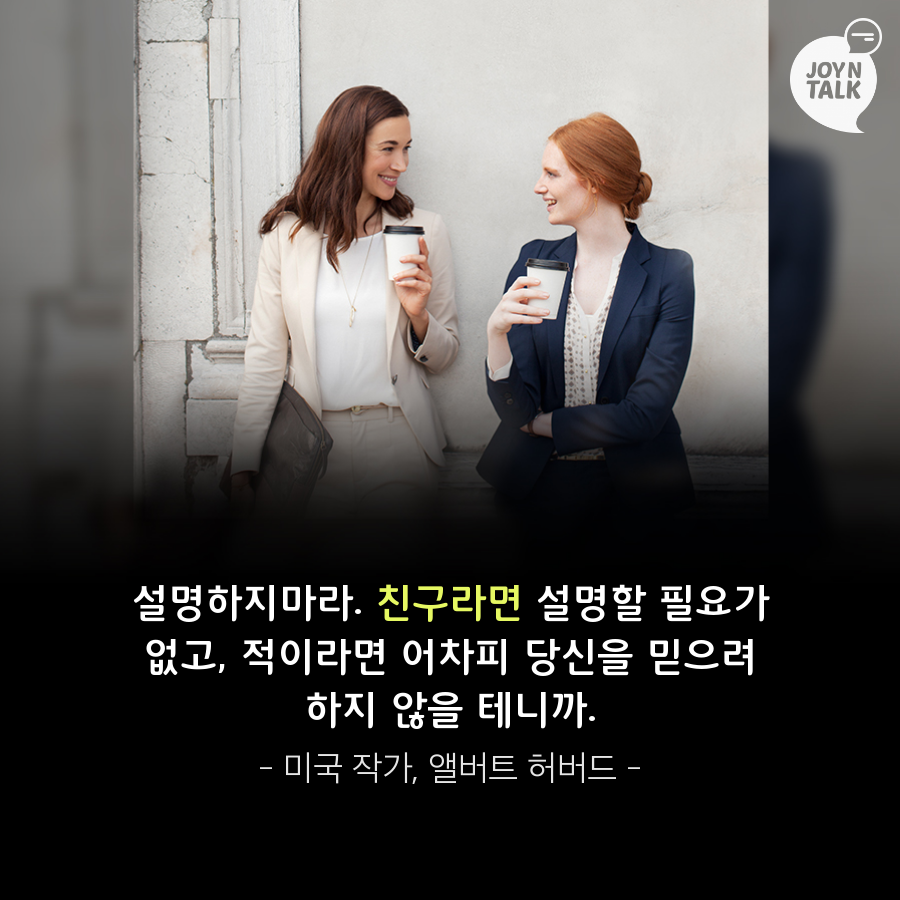 JOYN
TALK
설명하지마라. 친구라면 설명할 필요가
없고, 적이라면 어차피 당신을 믿으려
하지 않을 테니까.
- 미국 작가, 앨버트 허버드 -